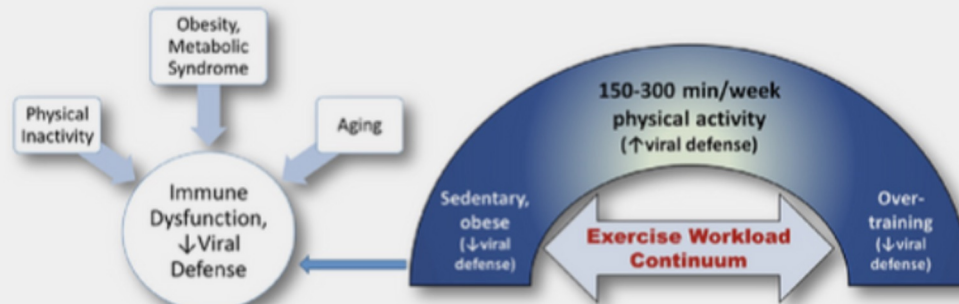 Obesity,
Metabolic
Syndrome
Physical
Inactivity
Aging
Immune
Dysfunction,
↓Viral
Defense
150-300 min/week
physical activity
(↑viral defense)
Sedentary,
obese
(↓viral
defense)
Exercise Workload
Continuum
Over-
training
(↓viral
defense)